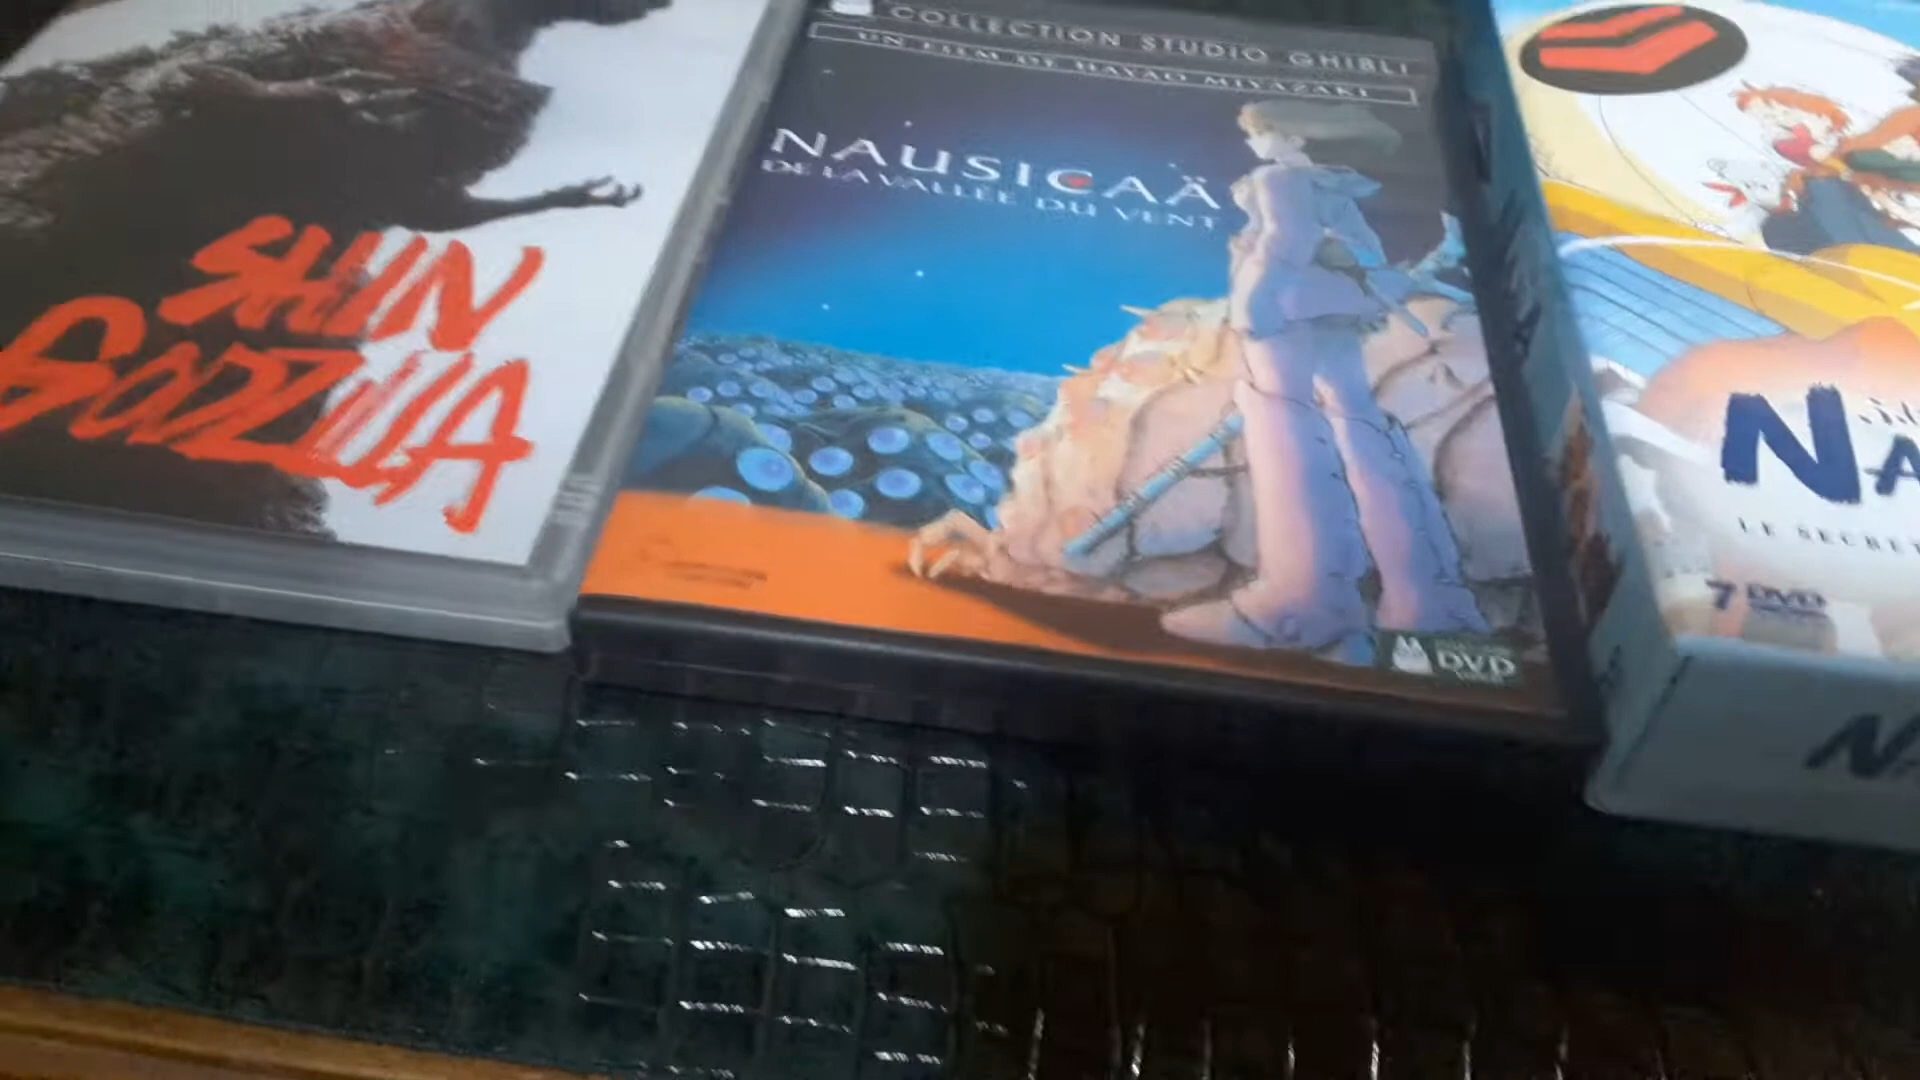 SHIN
GODZILLA
COLLECTION STUDIO GHIBLI
UN FILM DE HAYAO MIYAZAKI
NAUSICAÄ
DE LA VALLÉE DU VENT
DVD
NA
LE SECRET
7 DVD
N